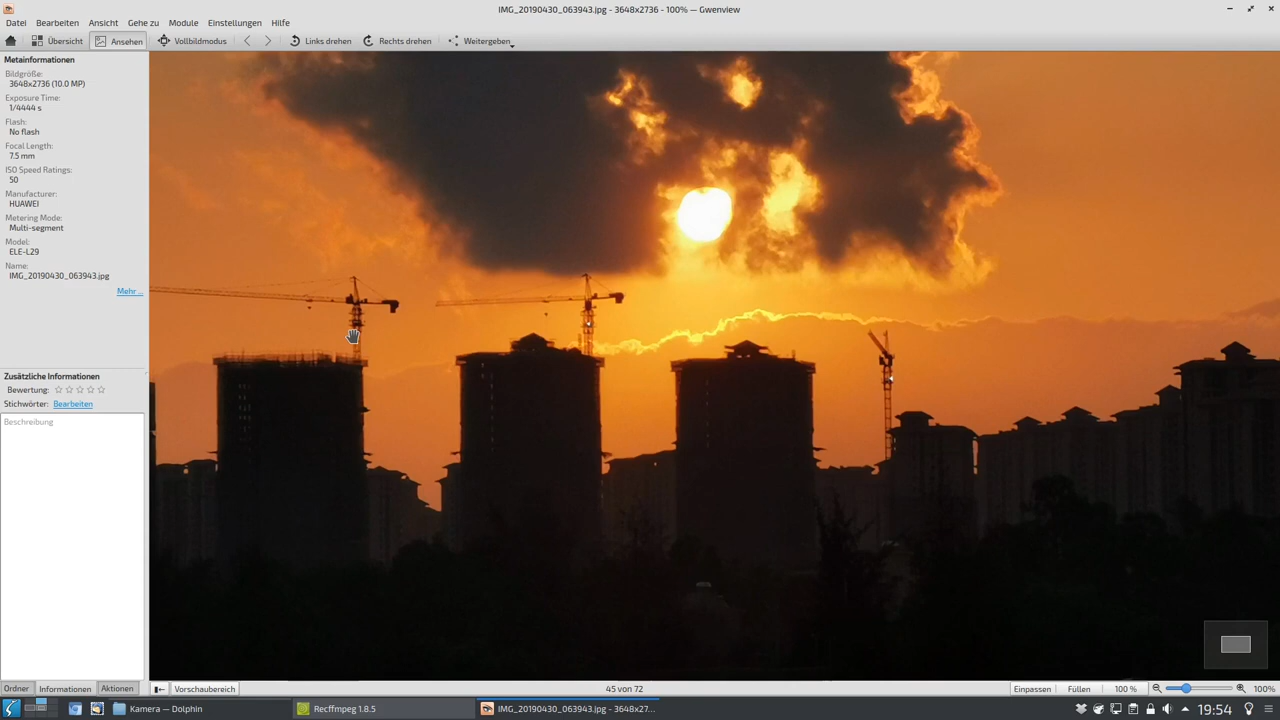 IMG_20190430_063943.jpg - 3648x2736 - 100% — Gwenview
Datei Bearbeiten Ansicht Gehe zu Module Einstellungen Hilfe
Übersicht Ansehen Vollbildmodus Links drehen Rechts drehen Weitergeben
Metainformationen
Bildgröße:
3648x2736 (10.0 MP)
Exposure Time:
1/4444 s
Flash:
No flash
Focal Length:
7.5 mm
ISO Speed Ratings:
50
Manufacturer:
HUAWEI
Metering Mode:
Multi-segment
Model:
ELE-L29
Name:
IMG_20190430_063943.jpg
Mehr ...
Zusätzliche Informationen
Bewertung:
Stichwörter: Bearbeiten
Beschreibung
Ordner Informationen Aktionen Vorschaubereich 45 von 72 Einpassen Füllen 100 % 100%
Kamera — Dolphin Recffmpeg 1.8.5 IMG_20190430_063943.jpg - 3648x27... 19:54